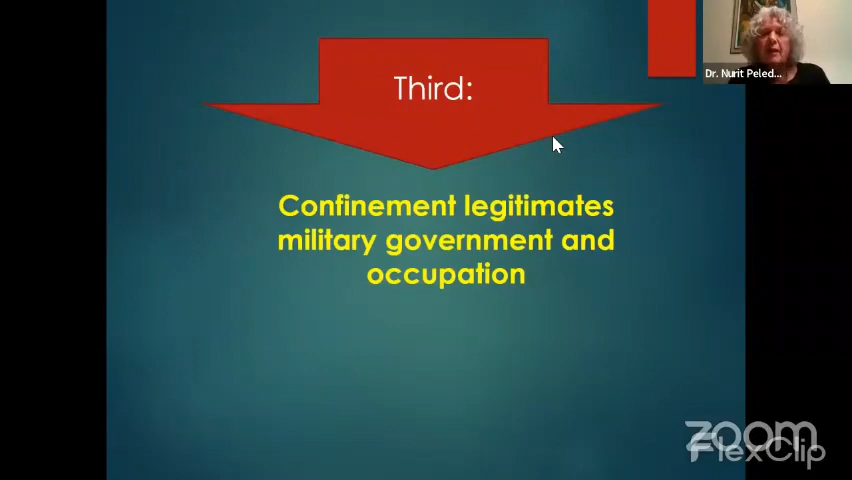 Dr. Nurit Peled...
Third:
Confinement legitimates
military government and
occupation
zoom
FlexClip